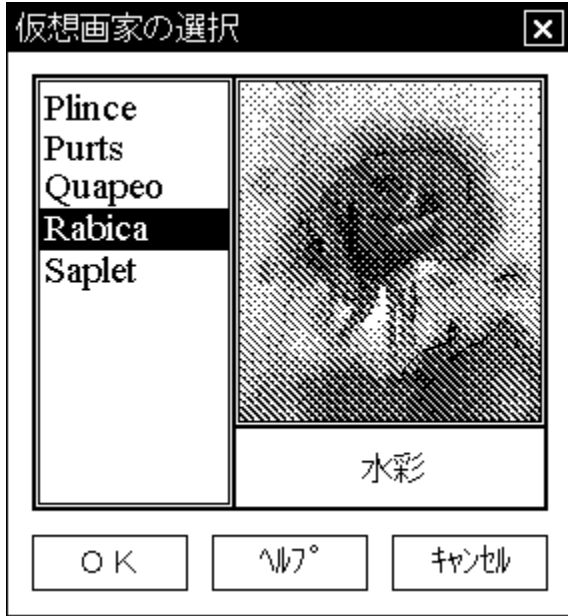 仮想画家の選択
Plince
Purts
Quapeo
Rabica
Saplet
水彩
ＯＫ
ﾍﾙﾌﾟ
ｷｬﾝｾﾙ